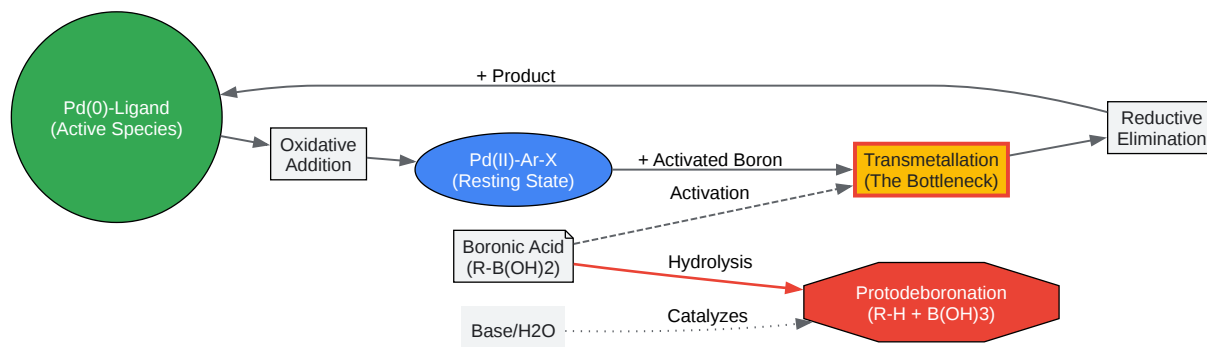 + Product
Pd(0)-Ligand
(Active Species)
Oxidative
Addition
Pd(II)-Ar-X
(Resting State)
+ Activated Boron
Transmetallation
(The Bottleneck)
Reductive
Elimination
Activation
Boronic Acid
(R-B(OH)2)
Hydrolysis
Protodeboronation
(R-H + B(OH)3)
Base/H2O
Catalyzes